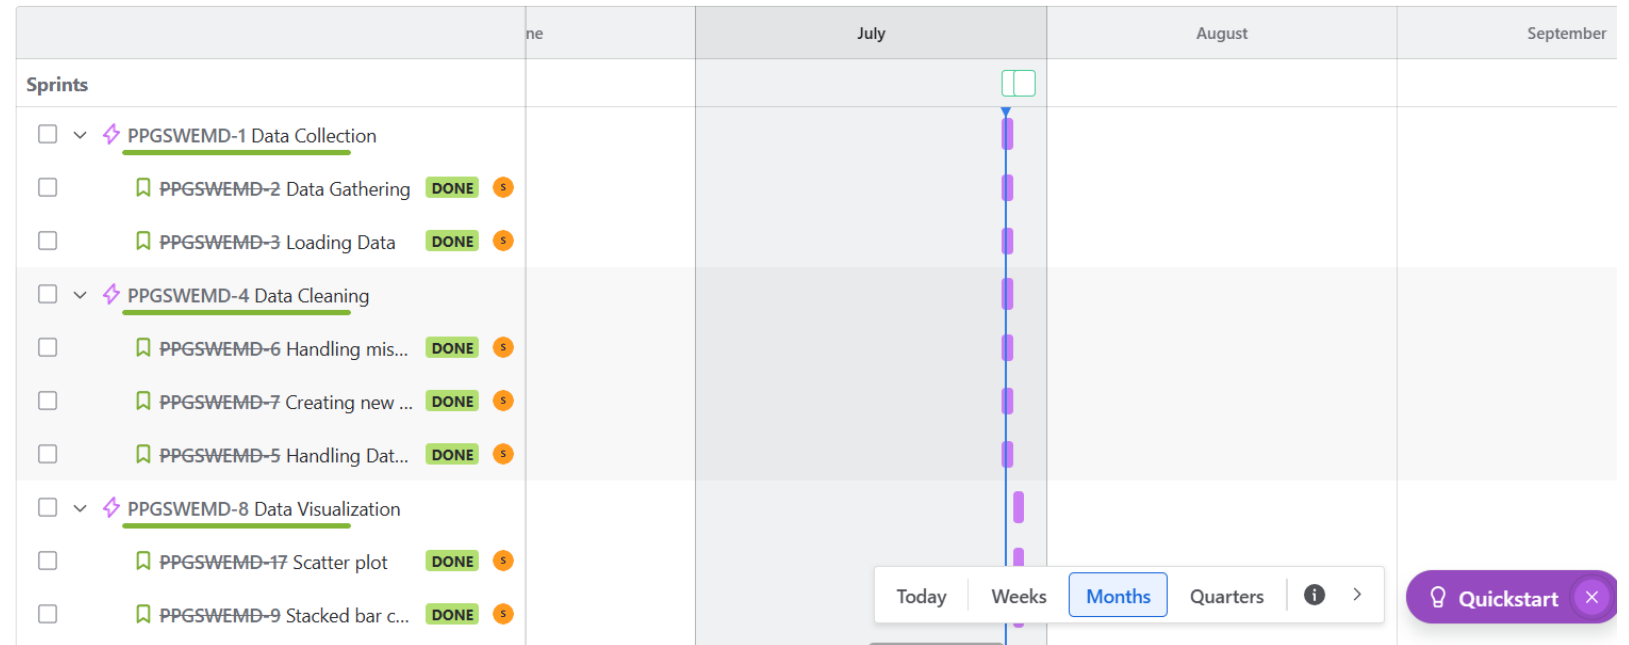 ne July August September
Sprints
PPGSWEMD-1 Data Collection
PPGSWEMD-2 Data Gathering DONE S
PPGSWEMD-3 Loading Data DONE S
PPGSWEMD-4 Data Cleaning
PPGSWEMD-6 Handling mis... DONE S
PPGSWEMD-7 Creating new ... DONE S
PPGSWEMD-5 Handling Dat... DONE S
PPGSWEMD-8 Data Visualization
PPGSWEMD-17 Scatter plot DONE S
Today Weeks Months Quarters Quickstart
PPGSWEMD-9 Stacked bar c... DONE S